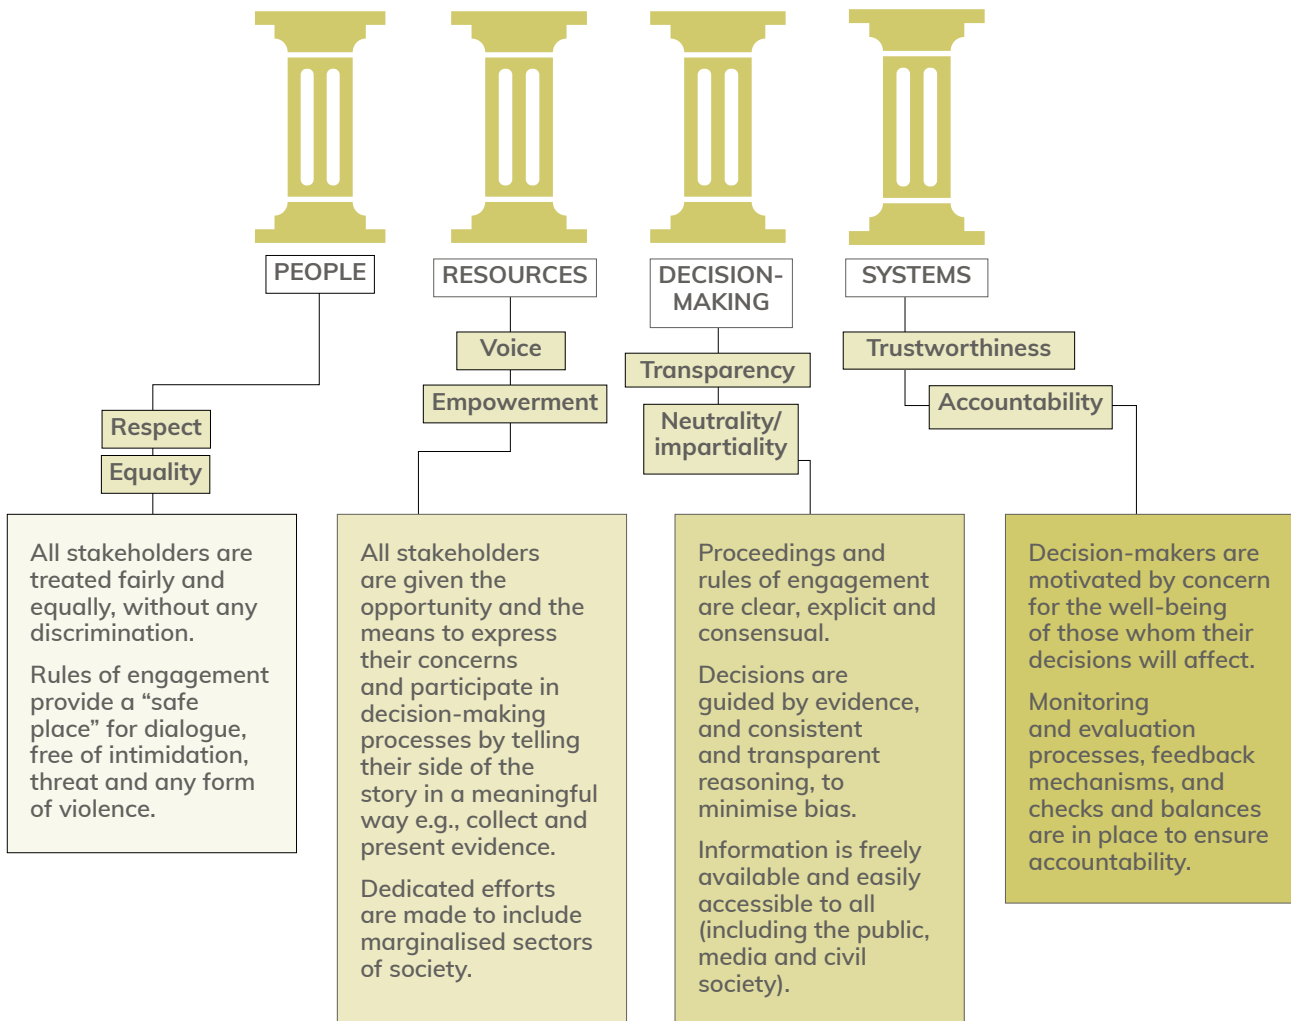 PEOPLE
Respect
Equality
All stakeholders are
treated fairly and
equally, without any
discrimination.
Rules of engagement
provide a “safe
place” for dialogue,
free of intimidation,
threat and any form
of violence.
RESOURCES
Voice
Empowerment
All stakeholders
are given the
opportunity and the
means to express
their concerns
and participate in
decision-making
processes by telling
their side of the
story in a meaningful
way e.g., collect and
present evidence.
Dedicated efforts
are made to include
marginalised sectors
of society.
DECISION-
MAKING
Transparency
Neutrality/
impartiality
Proceedings and
rules of engagement
are clear, explicit and
consensual.
Decisions are
guided by evidence,
and consistent
and transparent
reasoning, to
minimise bias.
Information is freely
available and easily
accessible to all
(including the public,
media and civil
society).
SYSTEMS
Trustworthiness
Accountability
Decision-makers are
motivated by concern
for the well-being
of those whom their
decisions will affect.
Monitoring
and evaluation
processes, feedback
mechanisms, and
checks and balances
are in place to ensure
accountability.